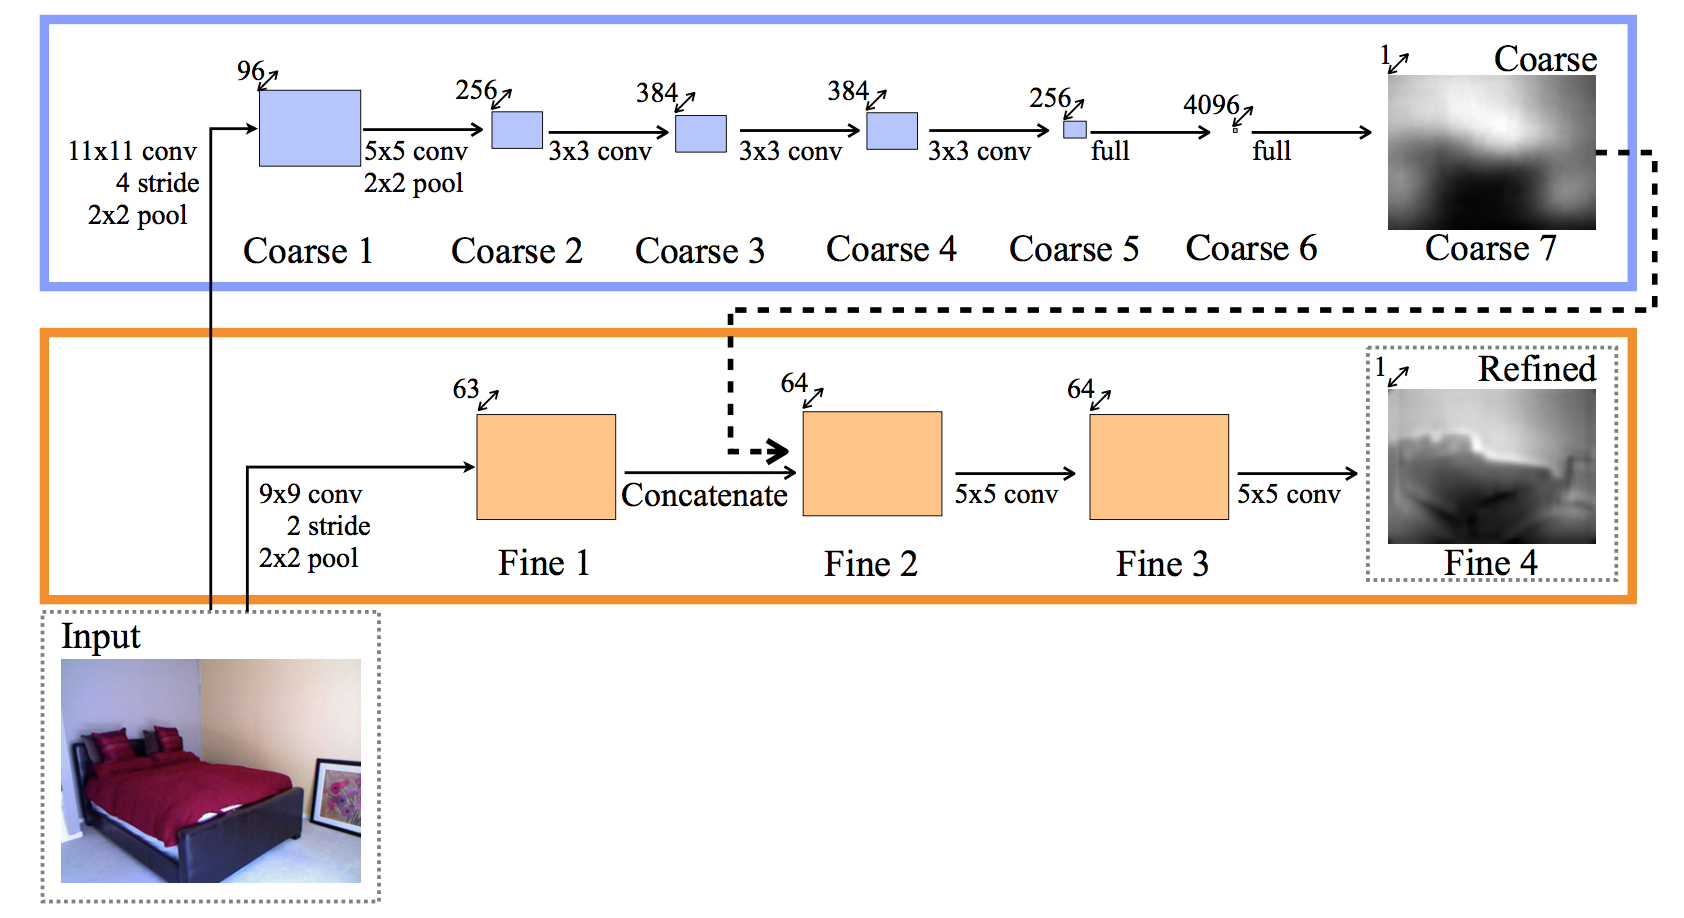 96
256
384
384
256
4096
1
Coarse
11x11 conv
4 stride
2x2 pool
5x5 conv
2x2 pool
3x3 conv
3x3 conv
3x3 conv
full
full
Coarse 1
Coarse 2
Coarse 3
Coarse 4
Coarse 5
Coarse 6
Coarse 7
63
64
64
1
Refined
9x9 conv
2 stride
2x2 pool
Concatenate
5x5 conv
5x5 conv
Fine 1
Fine 2
Fine 3
Fine 4
Input